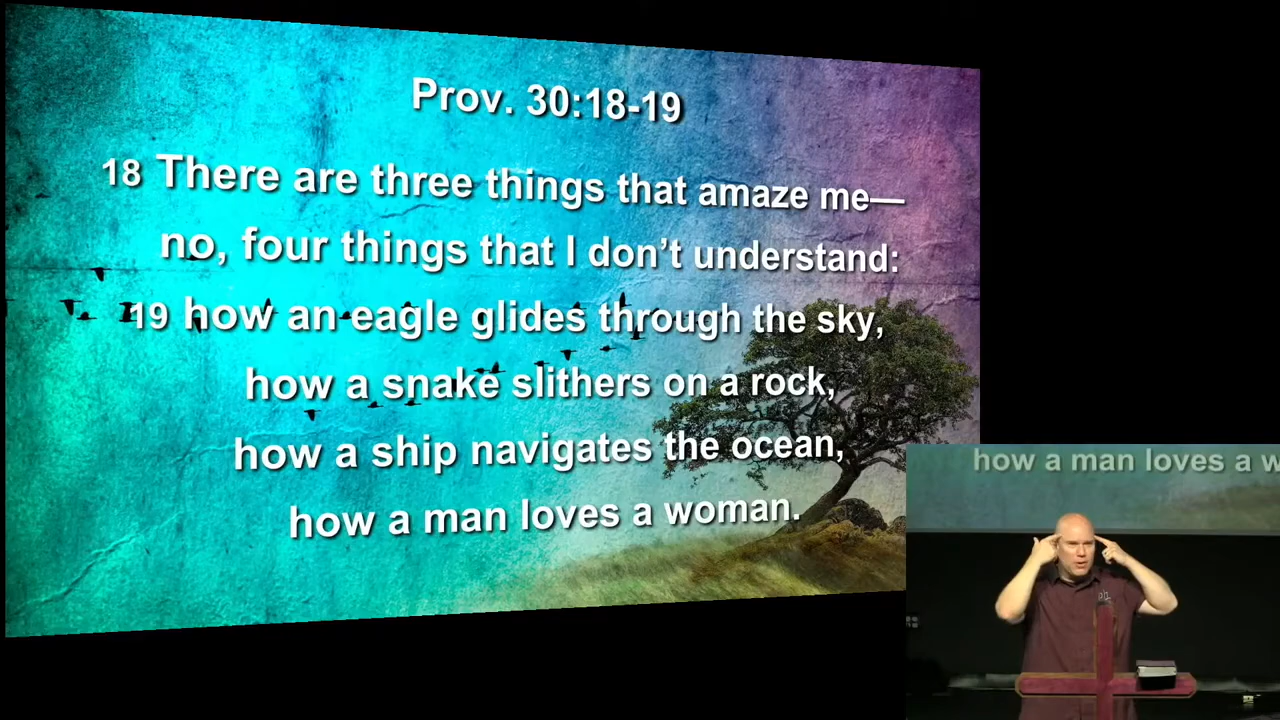 Prov. 30:18-19
18 There are three things that amaze me—
no, four things that I don’t understand:
19 how an eagle glides through the sky,
how a snake slithers on a rock,
how a ship navigates the ocean,
how a man loves a woman.
how a man loves a w